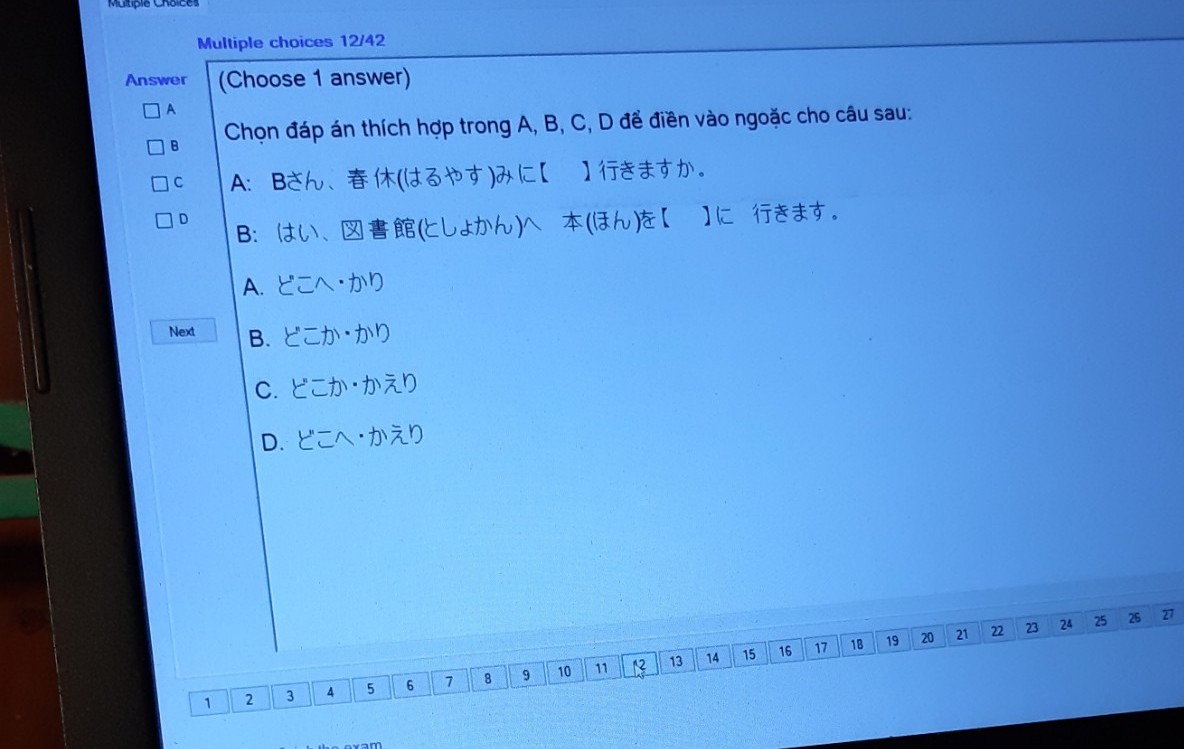 Multiple Choices
Multiple choices 12/42
Answer
A
B
C
D
Next
(Choose 1 answer)
Chọn đáp án thích hợp trong A, B, C, D để điền vào ngoặc cho câu sau:
A: Bさん、春休(はるやす)みに【 】行きますか。
B: はい、図書館(としょかん)へ 本(ほん)を【 】に 行きます。
A. どこへ・かり
B. どこか・かり
C. どこか・かえり
D. どこへ・かえり
1 2 3 4 5 6 7 8 9 10 11 12 13 14 15 16 17 18 19 20 21 22 23 24 25 26 27
the exam